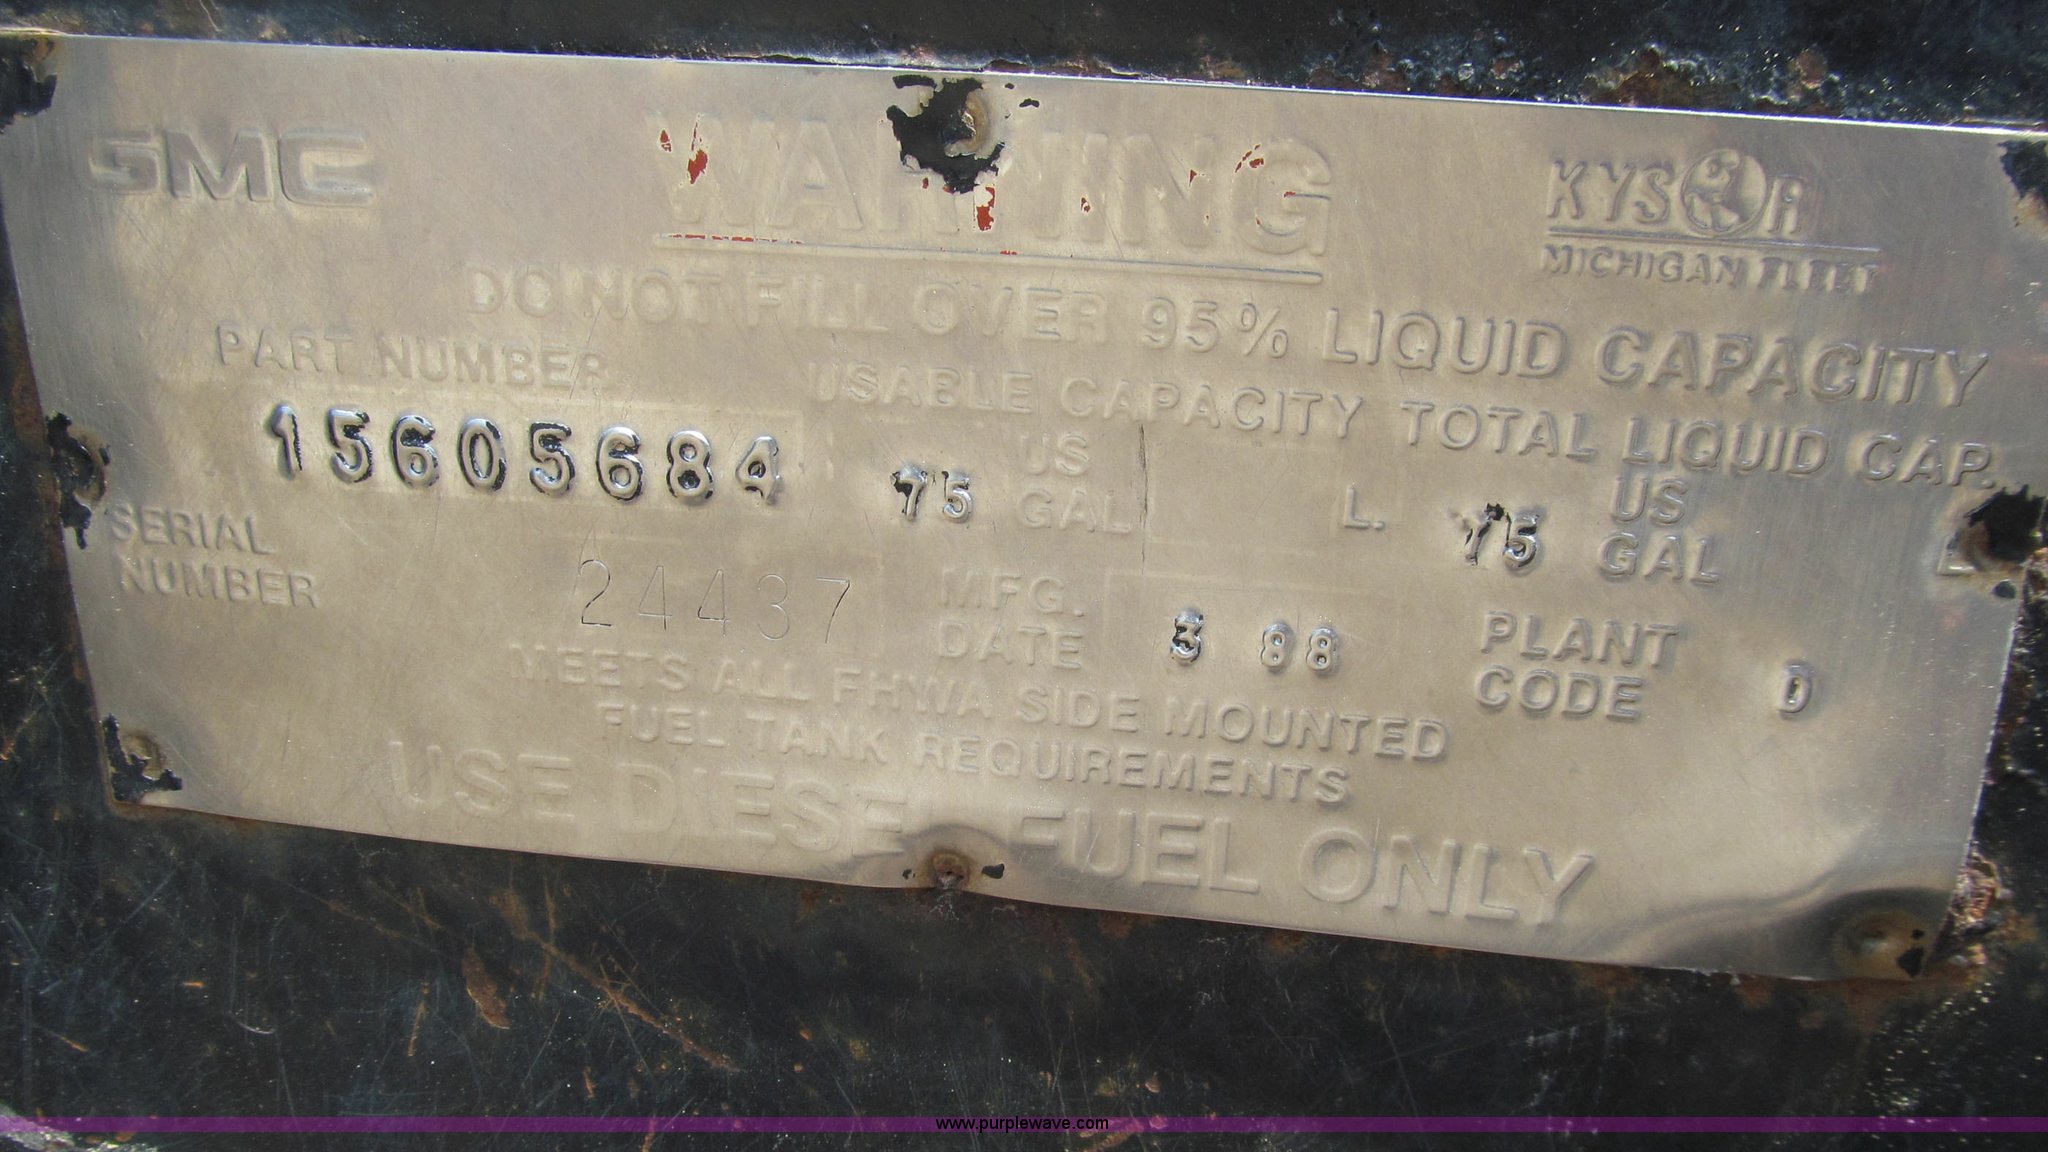 GMC WARNING KYSOR
MICHIGAN FLEET
DO NOT FILL OVER 95% LIQUID CAPACITY
PART NUMBER USABLE CAPACITY TOTAL LIQUID CAP.
15605684 75 US GAL L. 75 US GAL L
SERIAL NUMBER 24437 MFG. DATE 3 88 PLANT CODE D
MEETS ALL FHWA SIDE MOUNTED
FUEL TANK REQUIREMENTS
USE DIESEL FUEL ONLY
www.purplewave.com